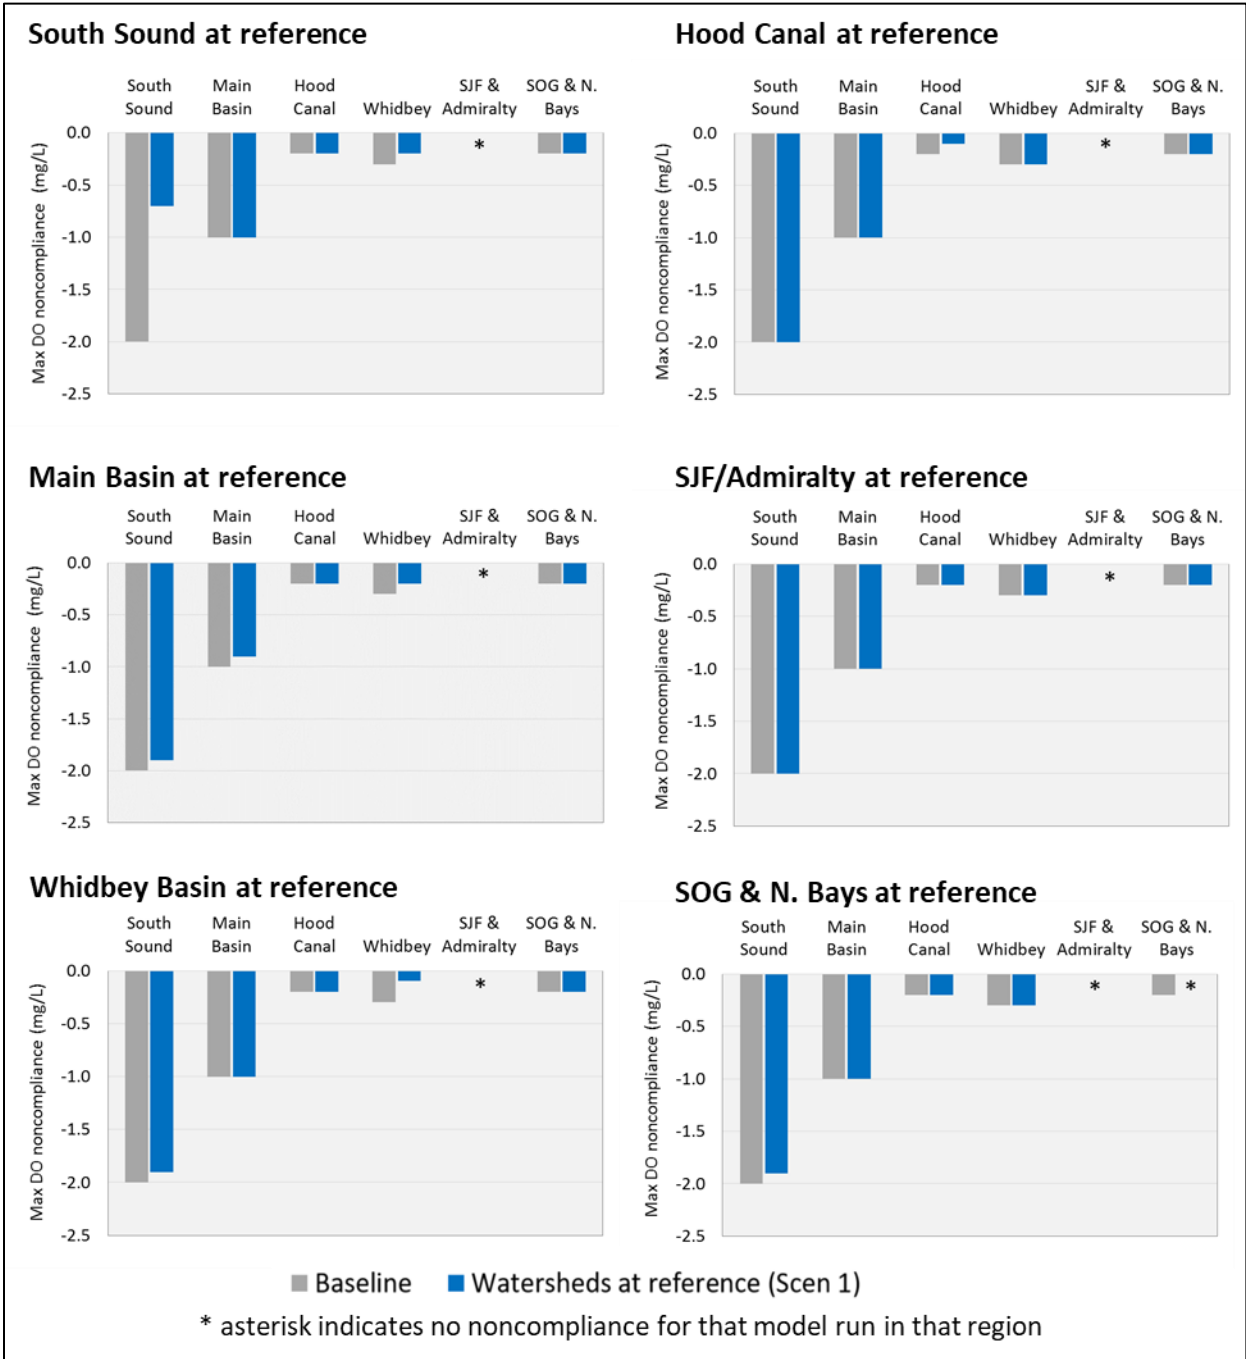 South Sound at reference
South Main Hood SJF & SOG & N.
Sound Basin Canal Whidbey Admiralty Bays
Max DO noncompliance (mg/L)
0.0
*
-0.5
-1.0
-1.5
-2.0
-2.5
Hood Canal at reference
South Main Hood SJF & SOG & N.
Sound Basin Canal Whidbey Admiralty Bays
Max DO noncompliance (mg/L)
0.0
*
-0.5
-1.0
-1.5
-2.0
-2.5
Main Basin at reference
South Main Hood SJF & SOG & N.
Sound Basin Canal Whidbey Admiralty Bays
Max DO noncompliance (mg/L)
0.0
*
-0.5
-1.0
-1.5
-2.0
-2.5
SJF/Admiralty at reference
South Main Hood SJF & SOG & N.
Sound Basin Canal Whidbey Admiralty Bays
Max DO noncompliance (mg/L)
0.0
*
-0.5
-1.0
-1.5
-2.0
-2.5
Whidbey Basin at reference
South Main Hood SJF & SOG & N.
Sound Basin Canal Whidbey Admiralty Bays
Max DO noncompliance (mg/L)
0.0
*
-0.5
-1.0
-1.5
-2.0
-2.5
SOG & N. Bays at reference
South Main Hood SJF & SOG & N.
Sound Basin Canal Whidbey Admiralty Bays
Max DO noncompliance (mg/L)
0.0
* *
-0.5
-1.0
-1.5
-2.0
-2.5
Baseline Watersheds at reference (Scen 1)
* asterisk indicates no noncompliance for that model run in that region